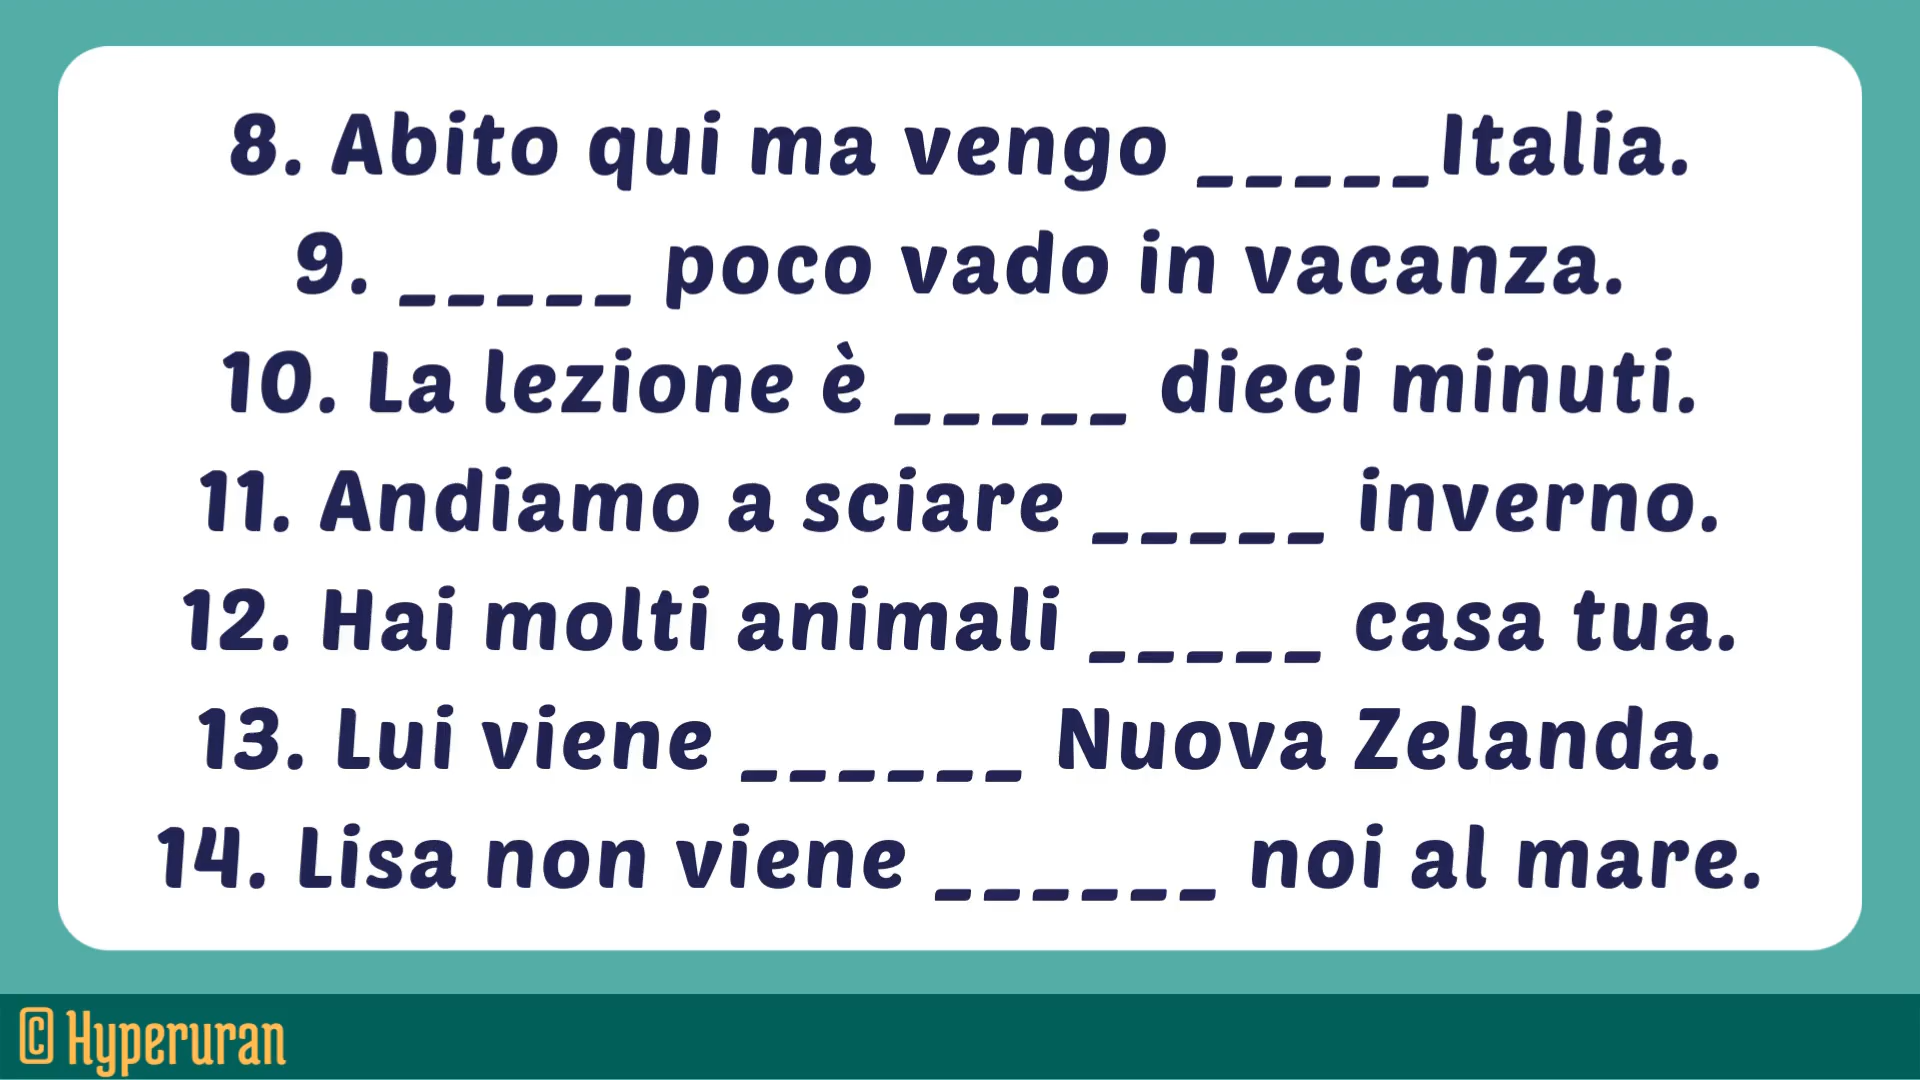 8. Abito qui ma vengo _____Italia.
9. _____ poco vado in vacanza.
10. La lezione è _____ dieci minuti.
11. Andiamo a sciare _____ inverno.
12. Hai molti animali _____ casa tua.
13. Lui viene ______ Nuova Zelanda.
14. Lisa non viene ______ noi al mare.
© Hyperuran